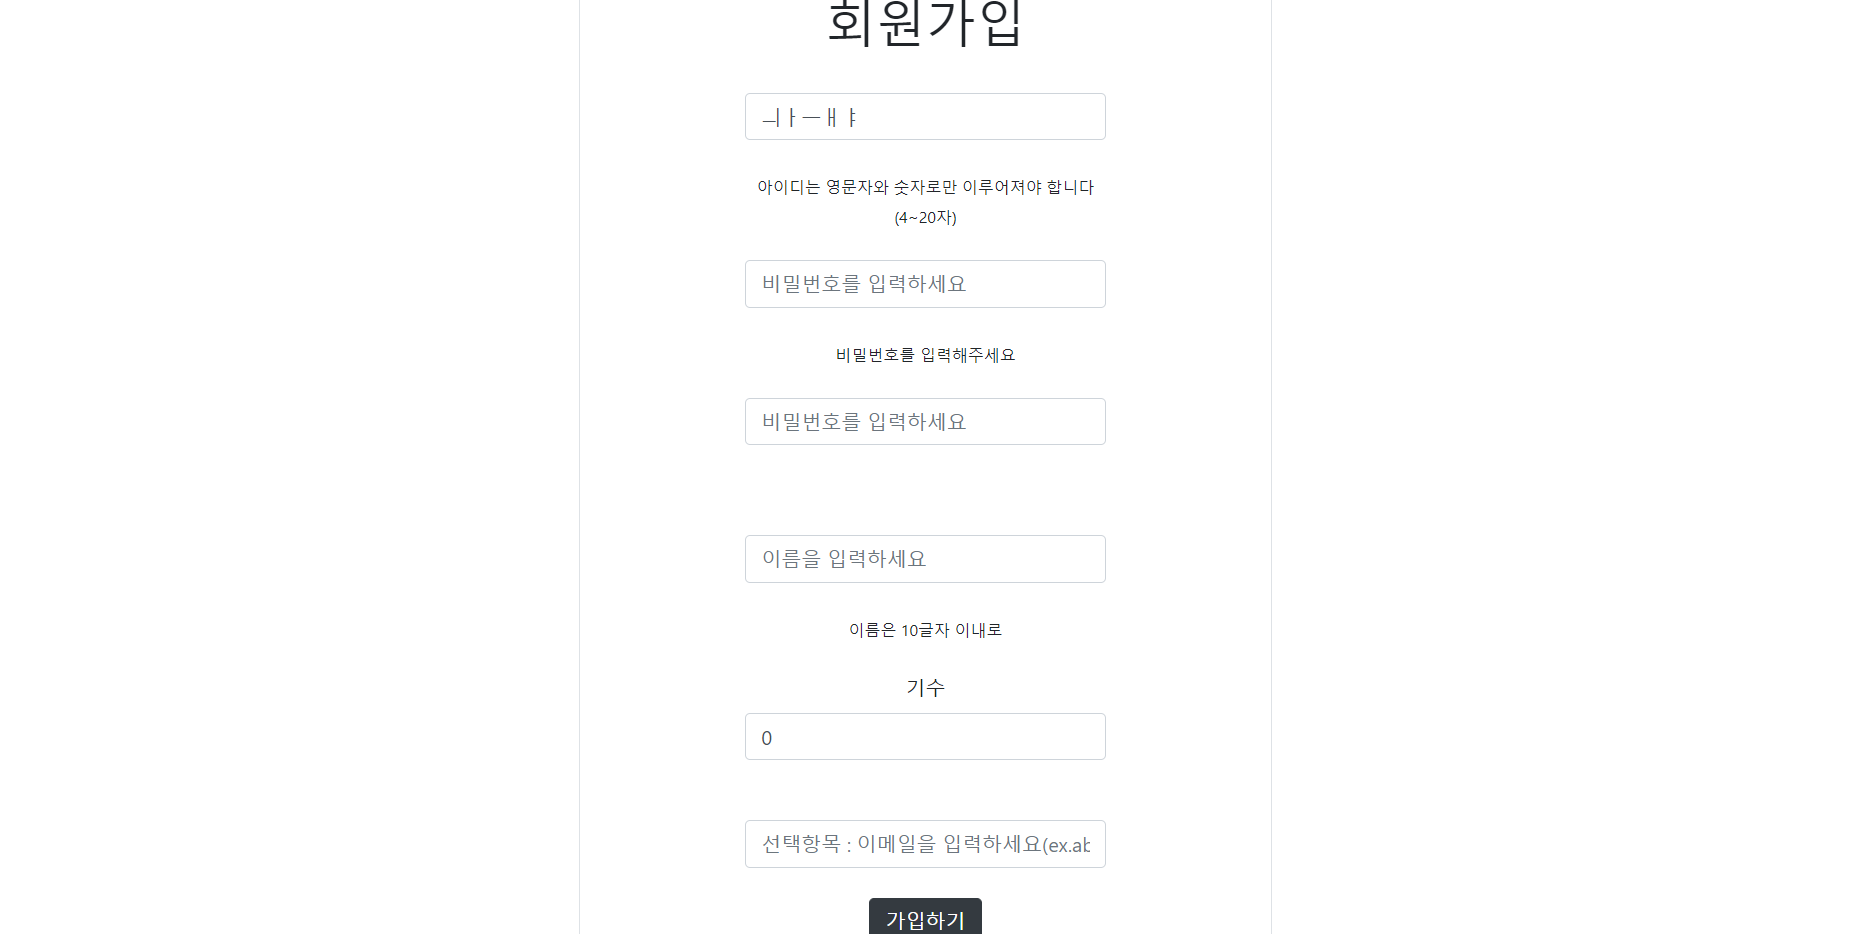 회원가입
ㅢㅏㅡㅐㅑ
아이디는 영문자와 숫자로만 이루어져야 합니다
(4~20자)
비밀번호를 입력하세요
비밀번호를 입력해주세요
비밀번호를 입력하세요
이름을 입력하세요
이름은 10글자 이내로
기수
0
선택항목 : 이메일을 입력하세요(ex.ab
가입하기